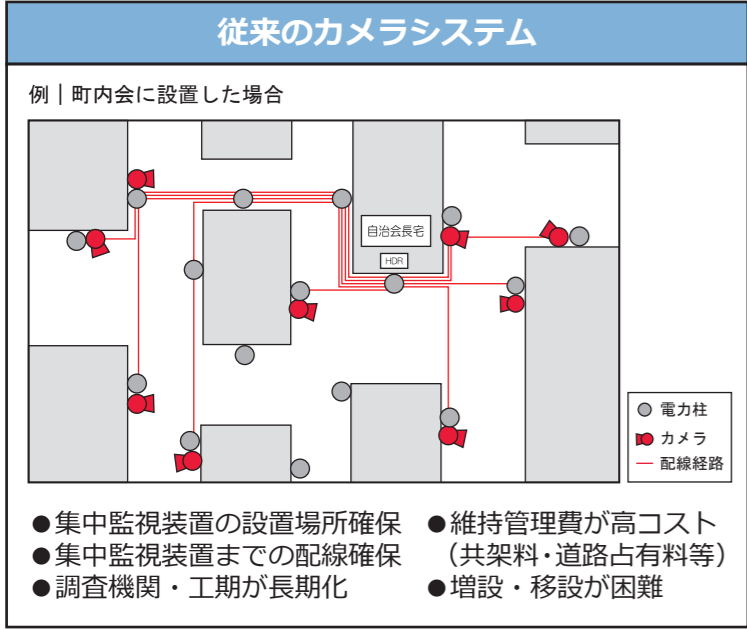 従来のカメラシステム
例｜町内会に設置した場合
自治会長宅
HDR
電力柱
カメラ
配線経路
●集中監視装置の設置場所確保
●集中監視装置までの配線確保
●調査機関・工期が長期化
●維持管理費が高コスト
（共架料・道路占有料等）
●増設・移設が困難